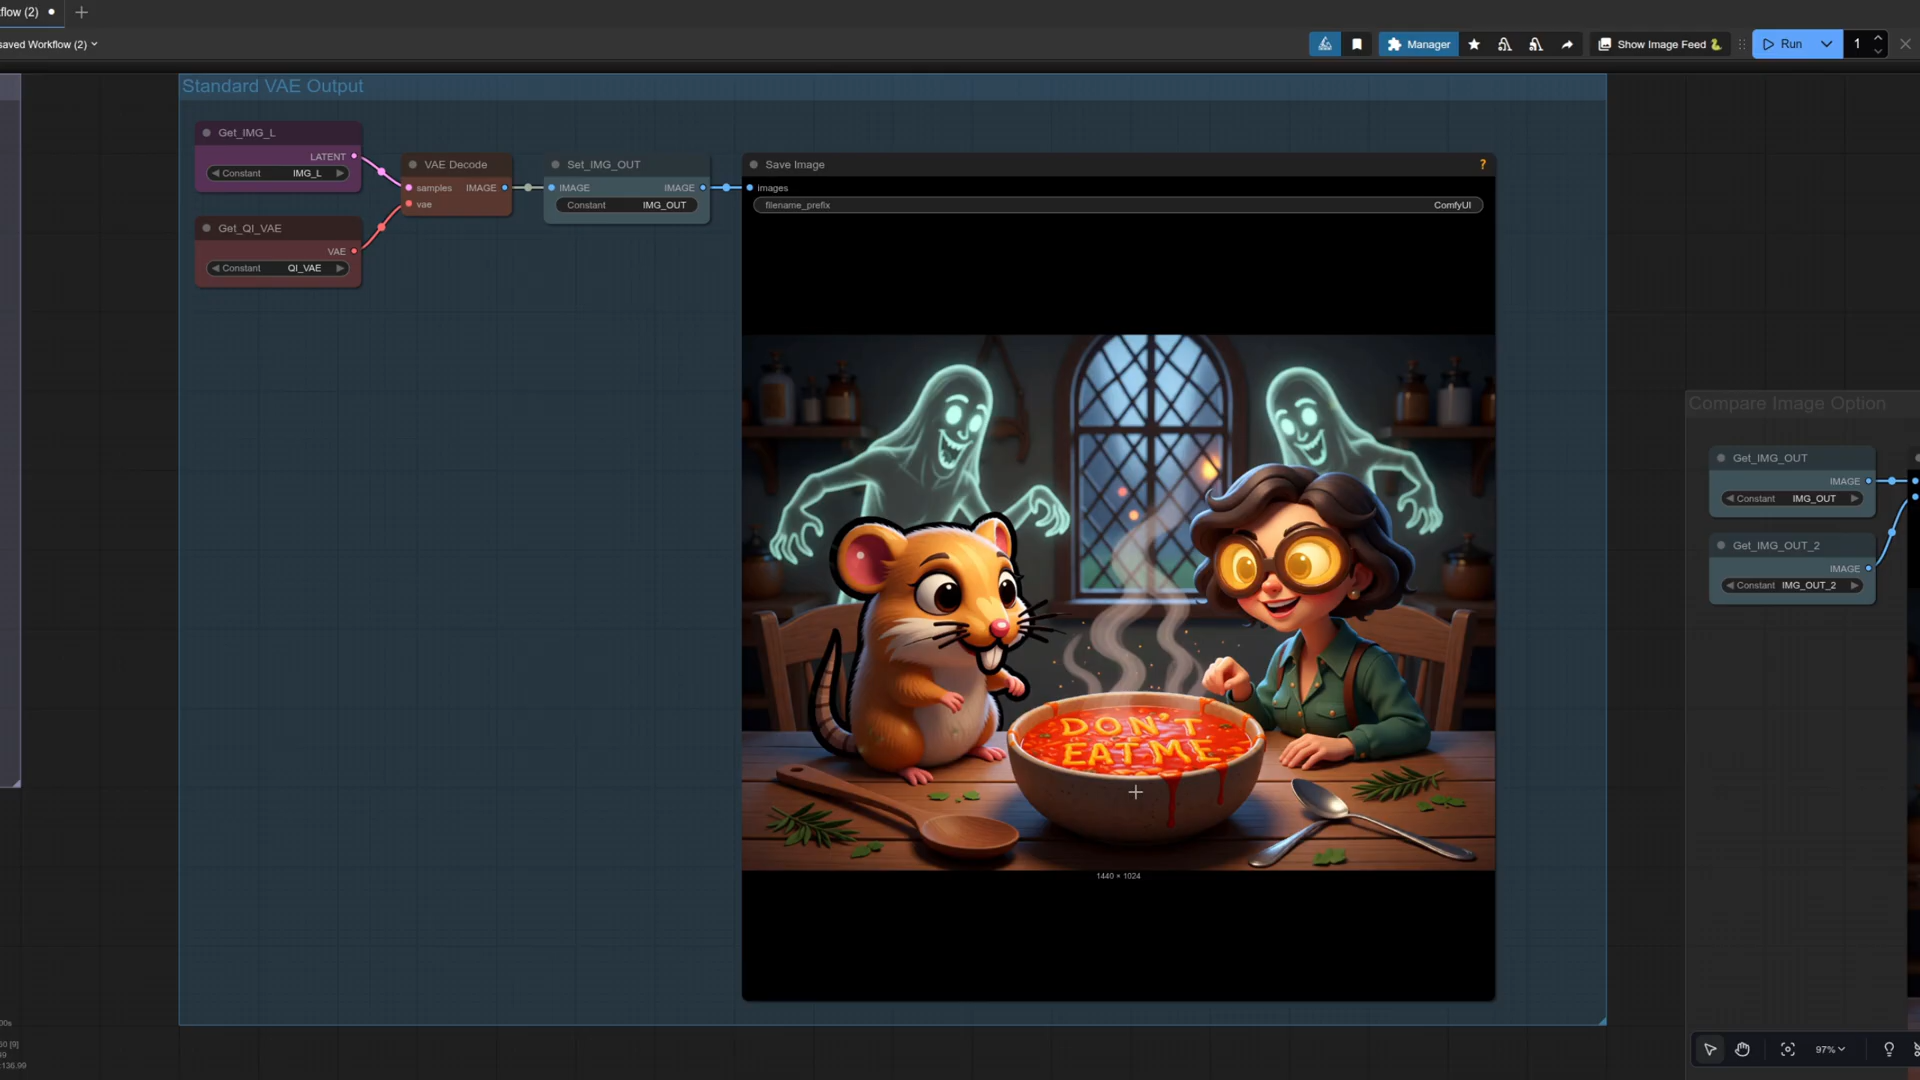 flow (2)
saved Workflow (2)
Manager
Show Image Feed
Run
1
Standard VAE Output
Get_IMG_L
LATENT
Constant IMG_L
Get_QI_VAE
VAE
Constant QI_VAE
VAE Decode
samples IMAGE
vae
Set_IMG_OUT
IMAGE IMAGE
Constant IMG_OUT
Save Image ?
images
filename_prefix ComfyUI
DON'T
EAT ME
1440 × 1024
Compare Image Option
Get_IMG_OUT
IMAGE
Constant IMG_OUT
Get_IMG_OUT_2
IMAGE
Constant IMG_OUT_2
97%